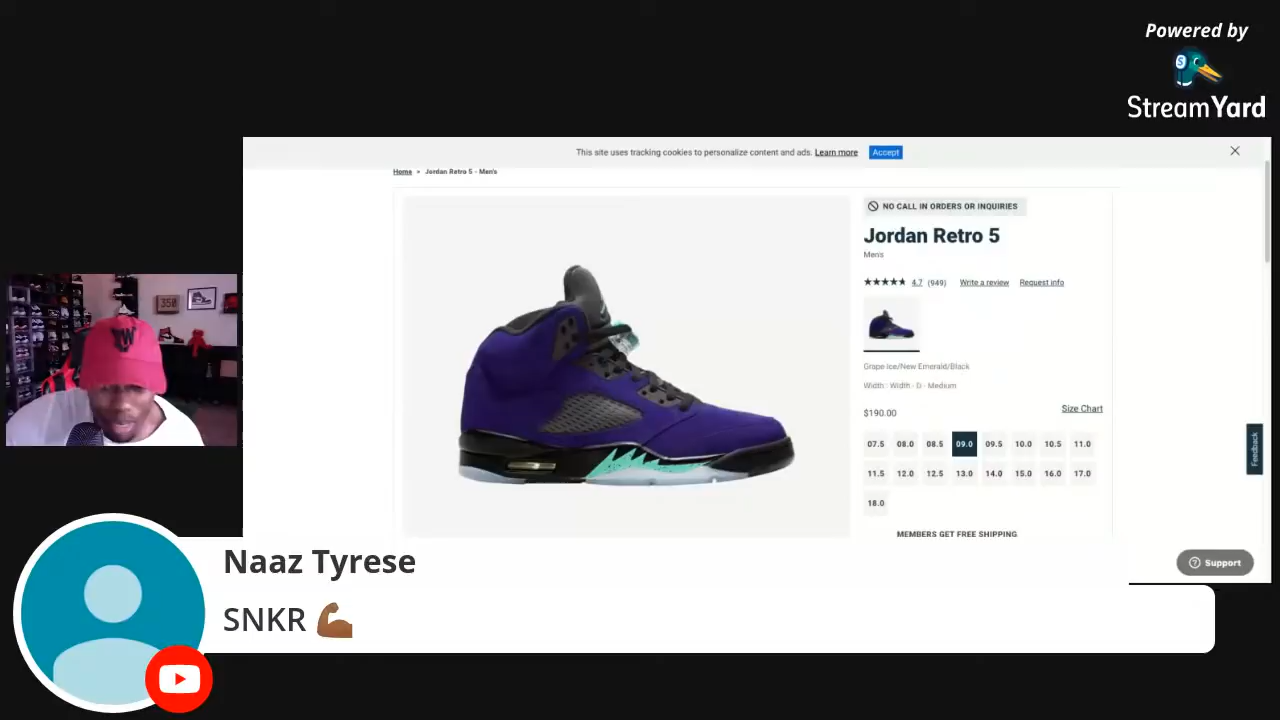 Powered by
StreamYard
This site uses tracking cookies to personalize content and ads. Learn more
Accept
Home
Jordan Retro 5 - Men's
NO CALL IN ORDERS OR INQUIRIES
Jordan Retro 5
Men's
4.7 (949) Write a review Request info
Grape Ice/New Emerald/Black
Width : Width - D - Medium
$190.00
Size Chart
07.5 08.0 08.5 09.0 09.5 10.0 10.5 11.0
11.5 12.0 12.5 13.0 14.0 15.0 16.0 17.0
18.0
MEMBERS GET FREE SHIPPING
Feedback
Support
350
W
Naaz Tyrese
SNKR 💪🏾